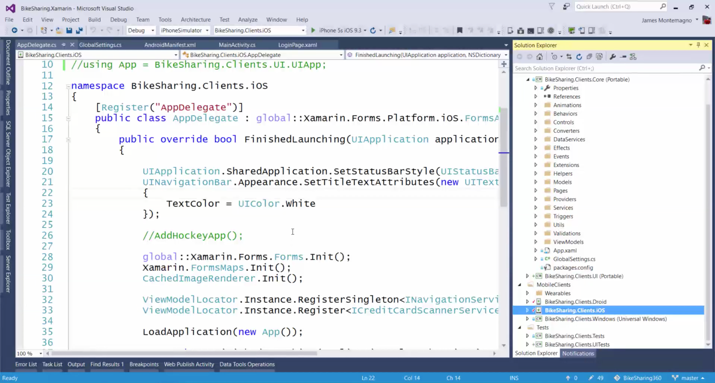 BikeSharing.Xamarin - Microsoft Visual Studio
Quick Launch (Ctrl+Q)
File Edit View Project Build Debug Team Tools Architecture Test Analyze Window Help
James Montemagno
Debug iPhoneSimulator BikeSharing.Clients.iOS iPhone 5s iOS 9.3
AppDelegate.cs GlobalSettings.cs AndroidManifest.xml MainActivity.cs LoginPage.xaml
BikeSharing.Clients.iOS BikeSharing.Clients.iOS.AppDelegate FinishedLaunching(UIApplication application, NSDictionary
Document Outline
Properties
SQL Server Object Explorer
Test Explorer
Toolbox
Server Explorer
10 //using App = BikeSharing.Clients.UI.UIApp;
11
12 namespace BikeSharing.Clients.iOS
13 {
14 [Register("AppDelegate")]
15 public class AppDelegate : global::Xamarin.Forms.Platform.iOS.FormsA
16 {
17 public override bool FinishedLaunching(UIApplication application
18 {
19
20 UIApplication.SharedApplication.SetStatusBarStyle(UIStatusBa
21 UINavigationBar.Appearance.SetTitleTextAttributes(new UIText
22 {
23 TextColor = UIColor.White
24 });
25
26 //AddHockeyApp();
27
28 global::Xamarin.Forms.Forms.Init();
29 Xamarin.FormsMaps.Init();
30 CachedImageRenderer.Init();
31
32 ViewModelLocator.Instance.RegisterSingleton<INavigationServi
33 ViewModelLocator.Instance.RegisterSingleton<ICreditCardScannerServic
34
35 LoadApplication(new App());
100 %
Solution Explorer
Search Solution Explorer (Ctrl+;)
BikeSharing.Clients.Core (Portable)
Properties
References
Animations
Behaviors
Controls
Converters
DataServices
Effects
Events
Extensions
Helpers
Models
Pages
Providers
Services
Triggers
Utils
Validations
ViewModels
App.xaml
GlobalSettings.cs
packages.config
BikeSharing.Clients.UI (Portable)
MobileClients
Wearables
BikeSharing.Clients.Droid
BikeSharing.Clients.iOS
BikeSharing.Clients.Windows (Universal Windows)
Tests
BikeSharing.Clients.Tests
BikeSharing.Clients.UITests
Solution Explorer Notifications
Error List Task List Output Find Results 1 Breakpoints Web Publish Activity Data Tools Operations
Ready Ln 22 Col 14 Ch 14 INS 0 49 BikeSharing360 master